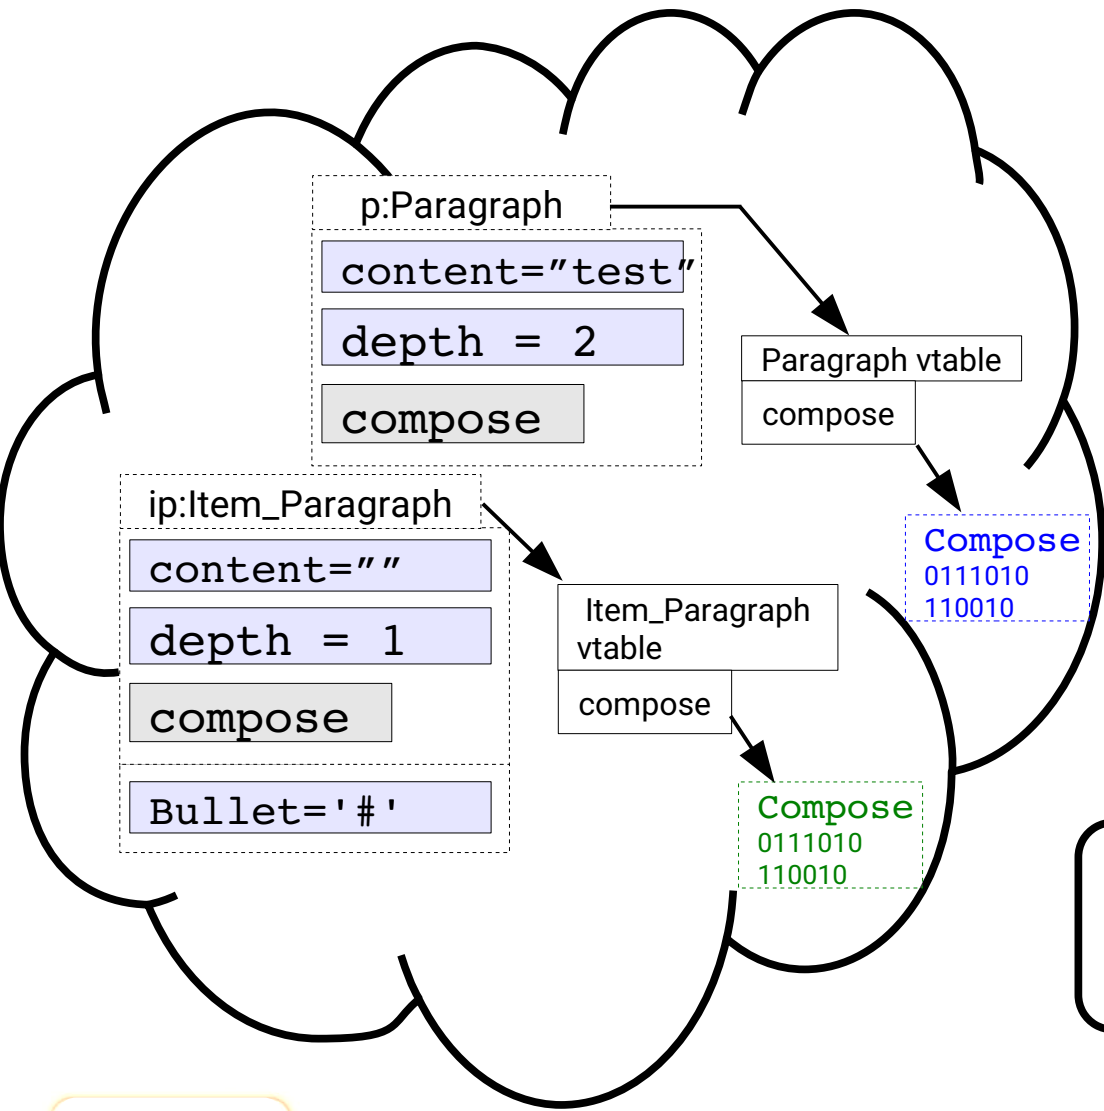 p:Paragraph
content=”test”
depth = 2
compose
Paragraph vtable
compose
Compose
0111010
110010
ip:Item_Paragraph
content=””
depth = 1
compose
Bullet='#'
Item_Paragraph
vtable
compose
Compose
0111010
110010